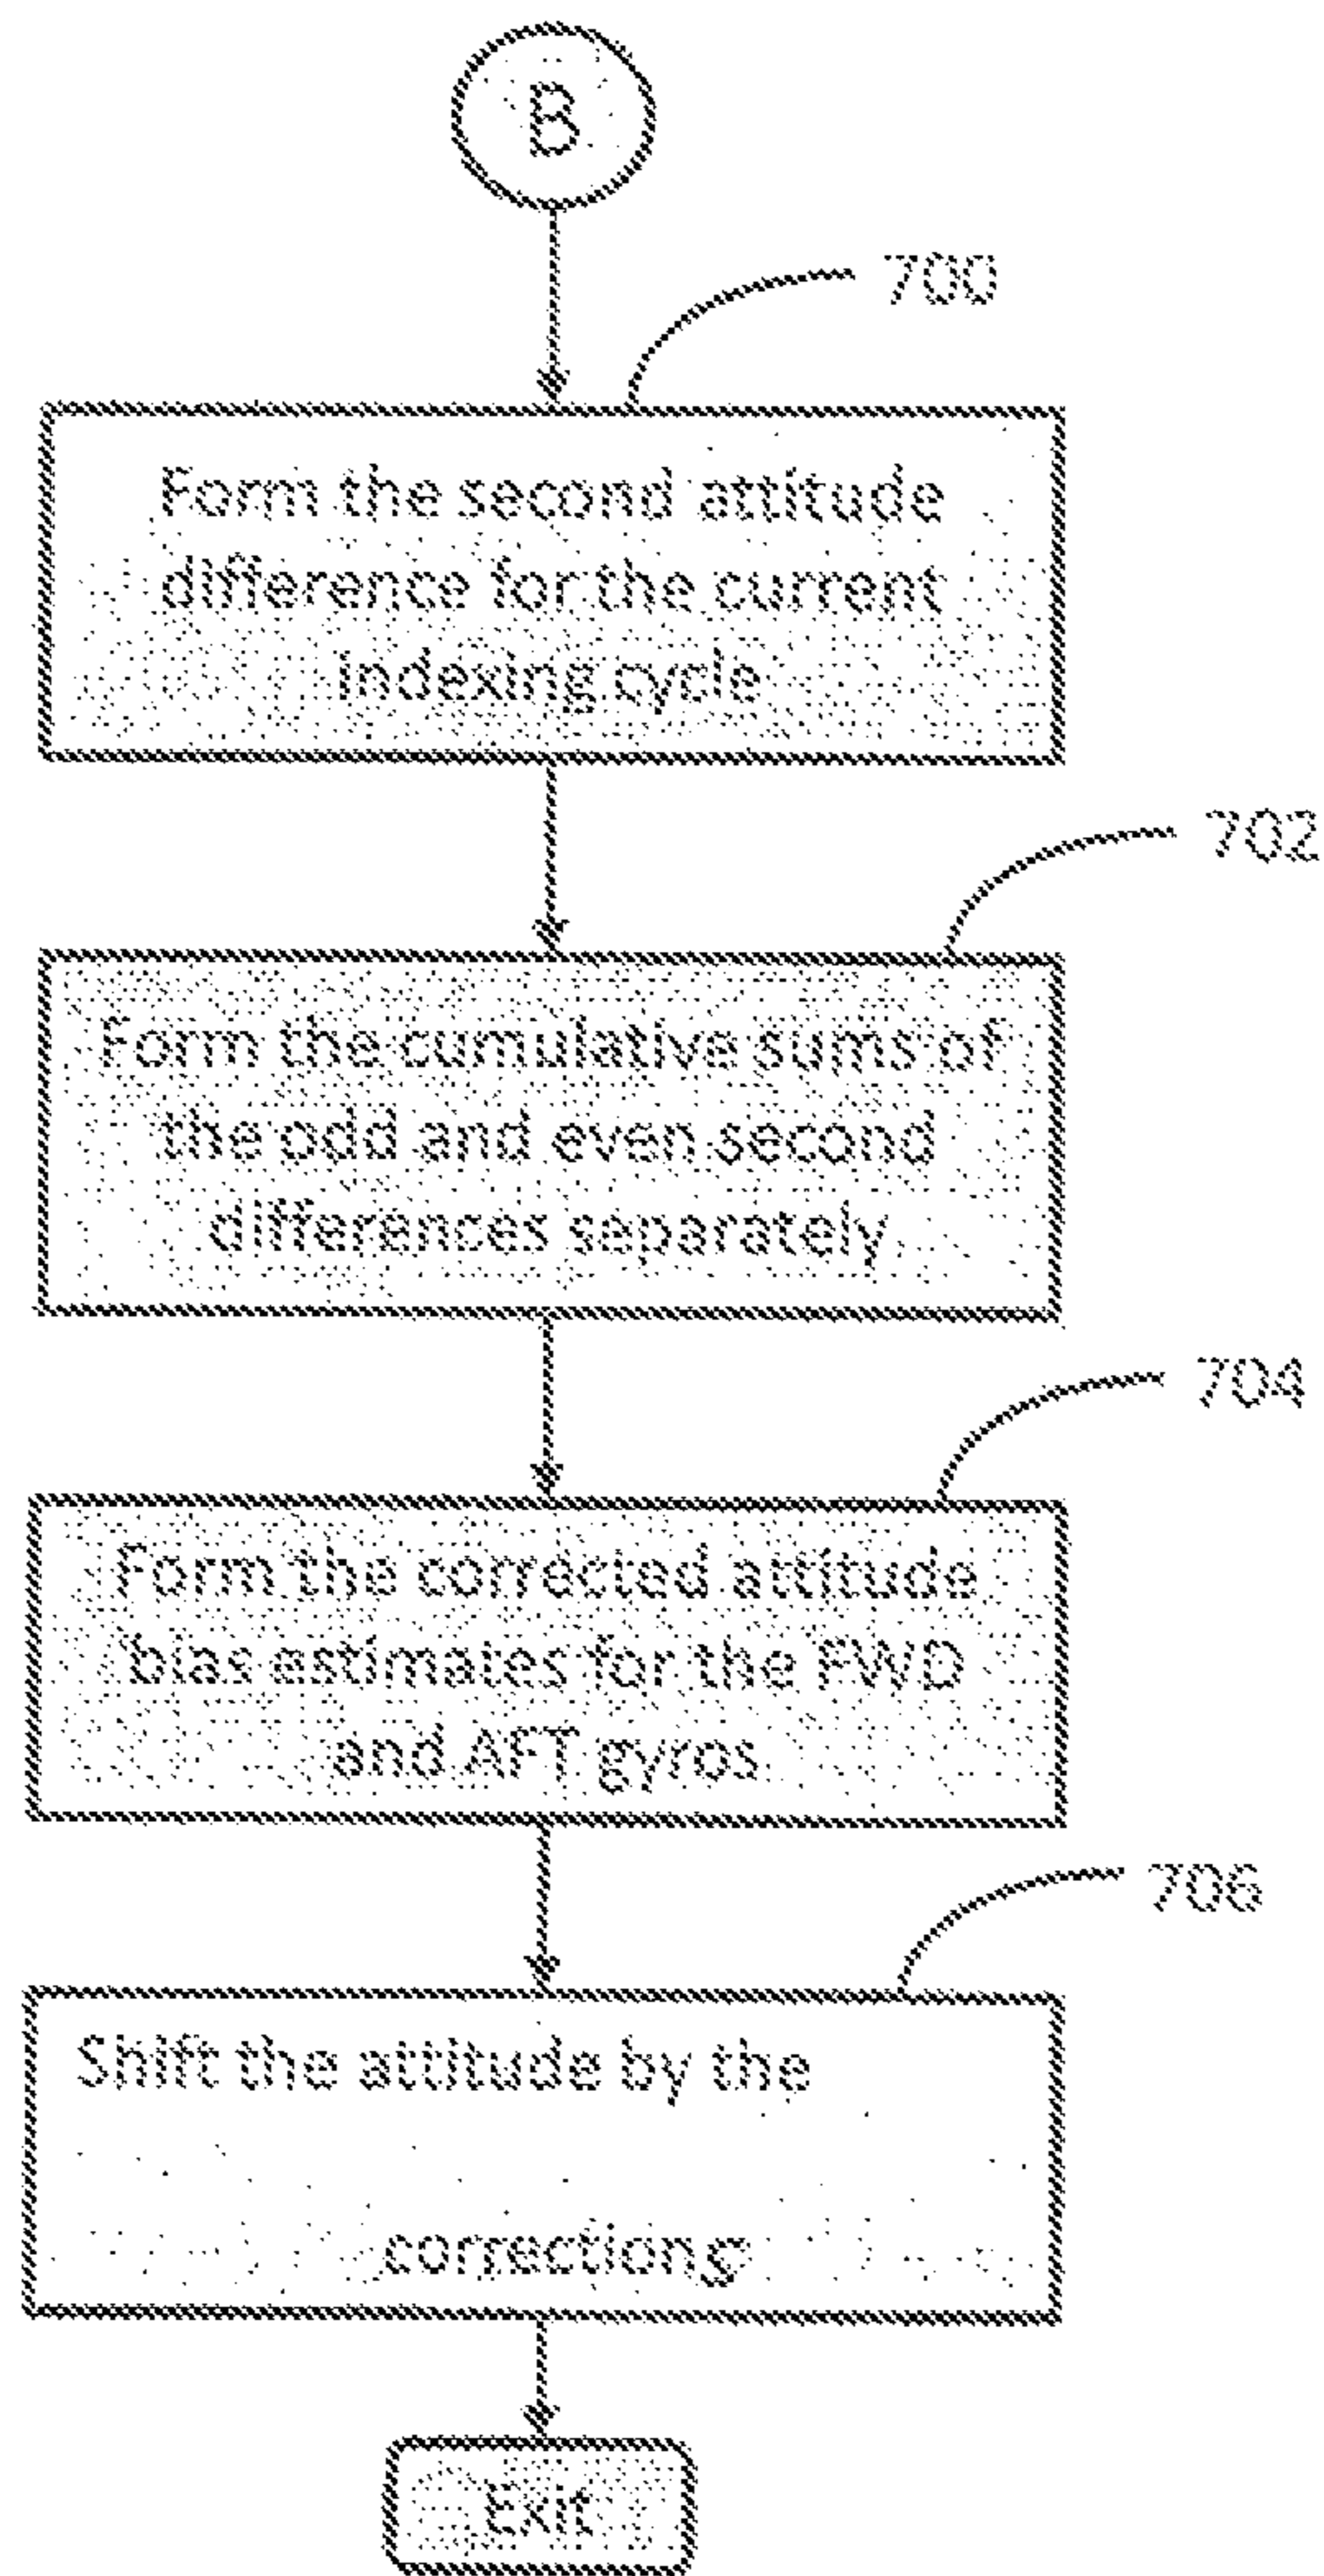 B
700
Form the second attitude
difference for the current
indexing cycle
702
Form the cumulative sums of
the odd and even second
differences separately
704
Form the corrected attitude
bias estimates for the FWD
and AFT gyros
706
Shift the attitude by the
corrections
Exit